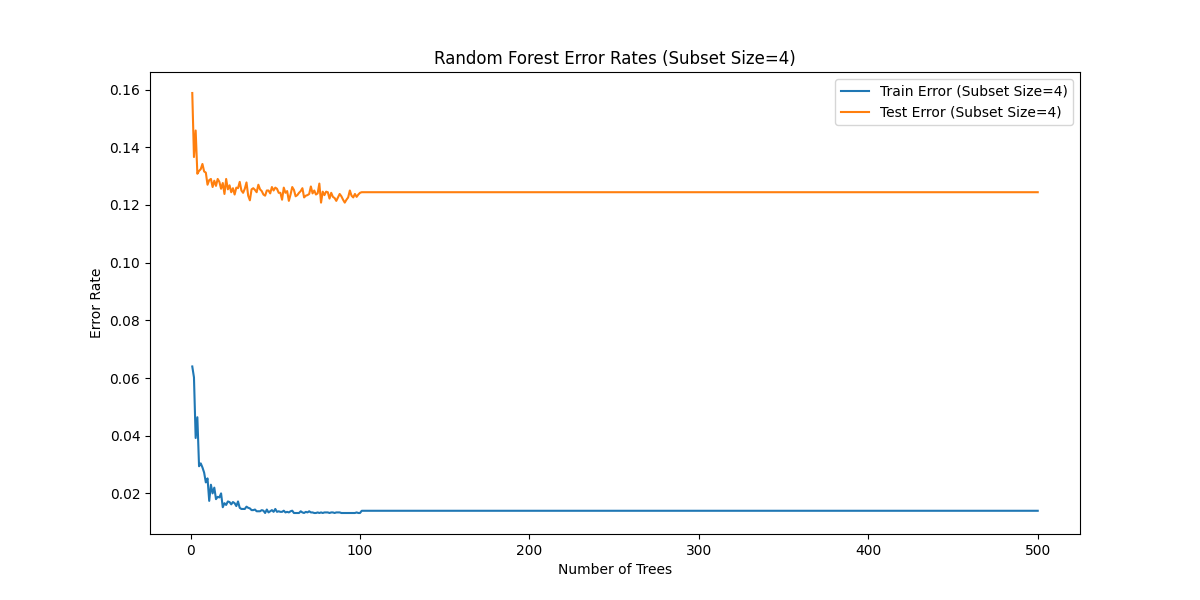 Random Forest Error Rates (Subset Size=4)
Train Error (Subset Size=4)
Test Error (Subset Size=4)
Error Rate
0.16
0.14
0.12
0.10
0.08
0.06
0.04
0.02
0
100
200
300
400
500
Number of Trees